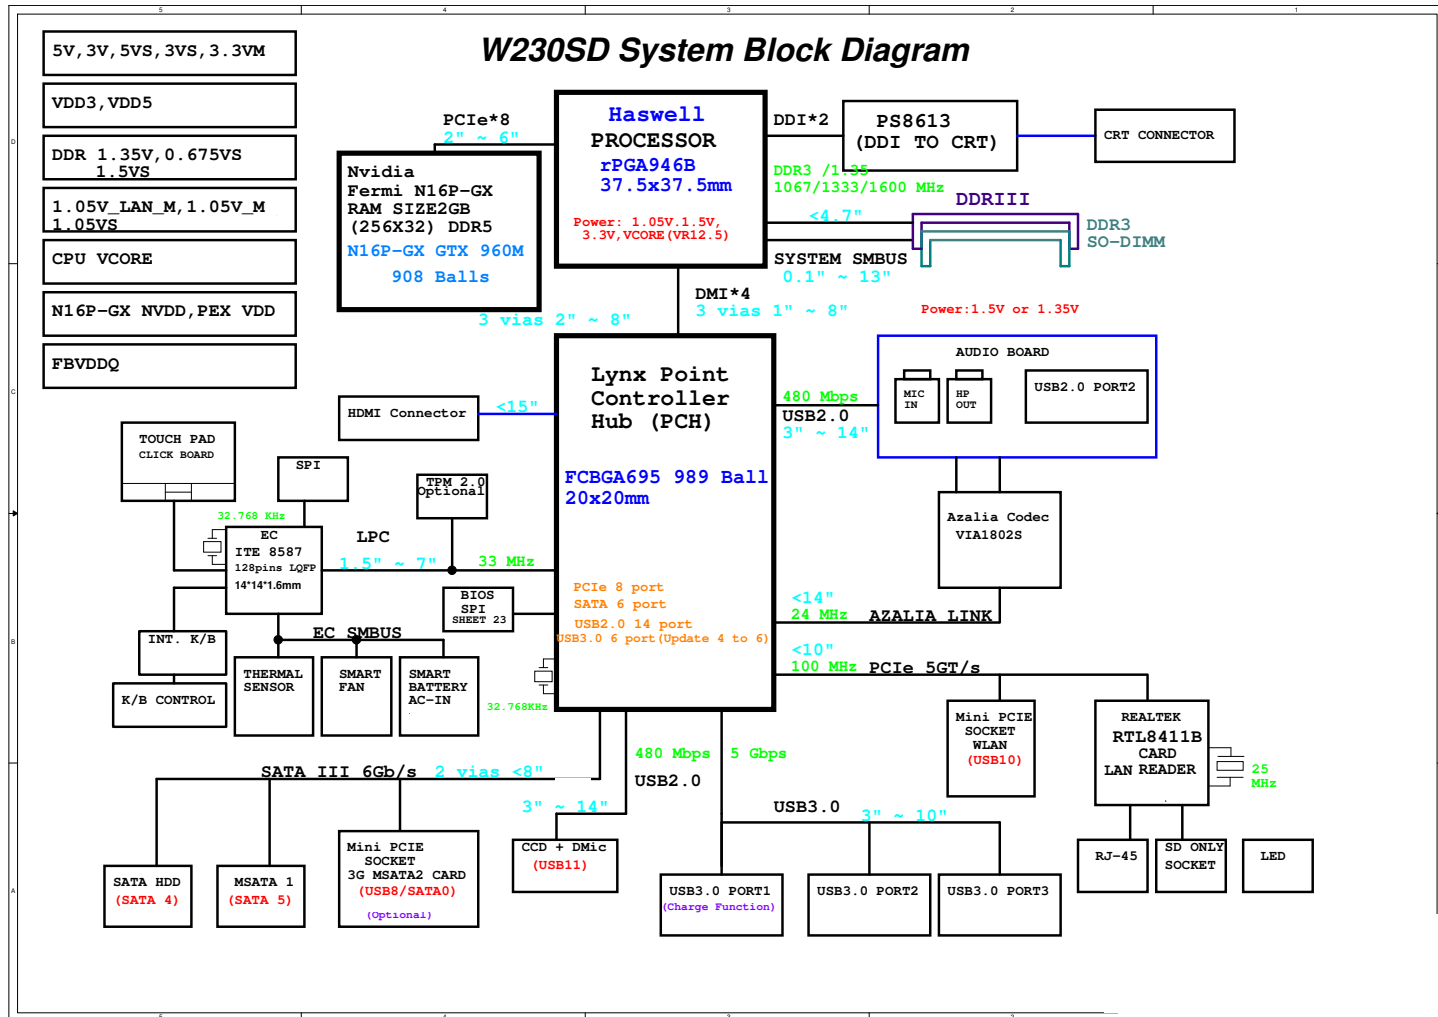 5
4
3
2
1
W230SD System Block Diagram
5V,3V,5VS,3VS,3.3VM
VDD3,VDD5
DDR 1.35V,0.675VS
1.5VS
1.05V_LAN_M,1.05V_M
1.05VS
CPU VCORE
N16P-GX NVDD,PEX VDD
FBVDDQ
PCIe*8
2" ~ 6"
Nvidia
Fermi N16P-GX
RAM SIZE2GB
(256X32) DDR5
N16P-GX GTX 960M
908 Balls
Haswell
PROCESSOR
rPGA946B
37.5x37.5mm
Power: 1.05V.1.5V,
3.3V,VCORE(VR12.5)
DDI*2
PS8613
(DDI TO CRT)
CRT CONNECTOR
DDR3 /1.35
1067/1333/1600 MHz
<4.7"
DDRIII
DDR3
SO-DIMM
SYSTEM SMBUS
0.1" ~ 13"
DMI*4
3 vias 1" ~ 8"
3 vias 2" ~ 8"
Power:1.5V or 1.35V
Lynx Point
Controller
Hub (PCH)
FCBGA695 989 Ball
20x20mm
PCIe 8 port
SATA 6 port
USB2.0 14 port
USB3.0 6 port(Update 4 to 6)
HDMI Connector
<15"
480 Mbps
USB2.0
3" ~ 14"
AUDIO BOARD
MIC
IN
HP
OUT
USB2.0 PORT2
Azalia Codec
VIA1802S
<14"
24 MHz
AZALIA LINK
<10"
100 MHz
PCIe 5GT/s
TOUCH PAD
CLICK BOARD
SPI
TPM 2.0
Optional
32.768 KHz
EC
ITE 8587
128pins LQFP
14*14*1.6mm
LPC
1.5" ~ 7"
33 MHz
BIOS
SPI
SHEET 23
INT. K/B
K/B CONTROL
EC SMBUS
THERMAL
SENSOR
SMART
FAN
SMART
BATTERY
AC-IN
32.768KHz
Mini PCIE
SOCKET
WLAN
(USB10)
REALTEK
RTL8411B
CARD
LAN READER
25
MHz
SATA III 6Gb/s
2 vias <8"
480 Mbps
5 Gbps
USB2.0
3" ~ 14"
USB3.0
3" ~ 10"
SATA HDD
(SATA 4)
MSATA 1
(SATA 5)
Mini PCIE
SOCKET
3G MSATA2 CARD
(USB8/SATA0)
(Optional)
CCD + DMic
(USB11)
USB3.0 PORT1
(Charge Function)
USB3.0 PORT2
USB3.0 PORT3
RJ-45
SD ONLY
SOCKET
LED
D
C
B
A